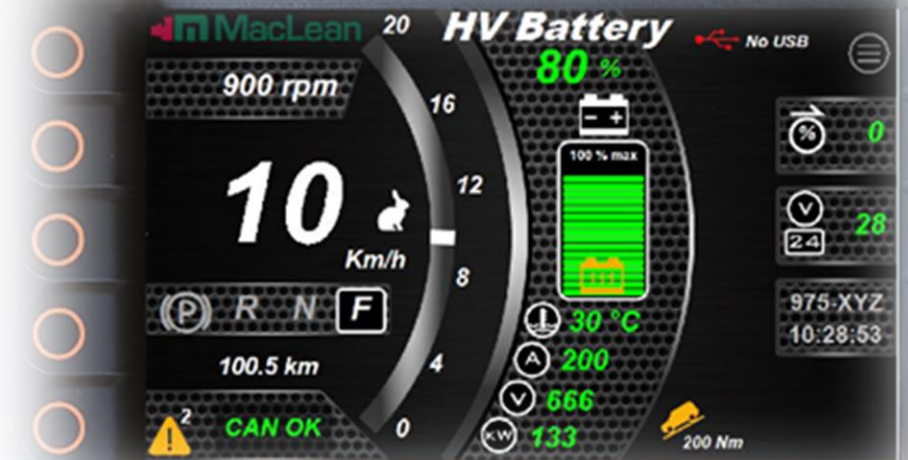 MacLean
20
HV Battery
No USB
80 %
900 rpm
16
100 % max
%
0
10
12
Km/h
8
V
24
28
P R N F
30 °C
975-XYZ
10:28:53
100.5 km
4
A 200
V 666
2
CAN OK
0
KW 133
200 Nm